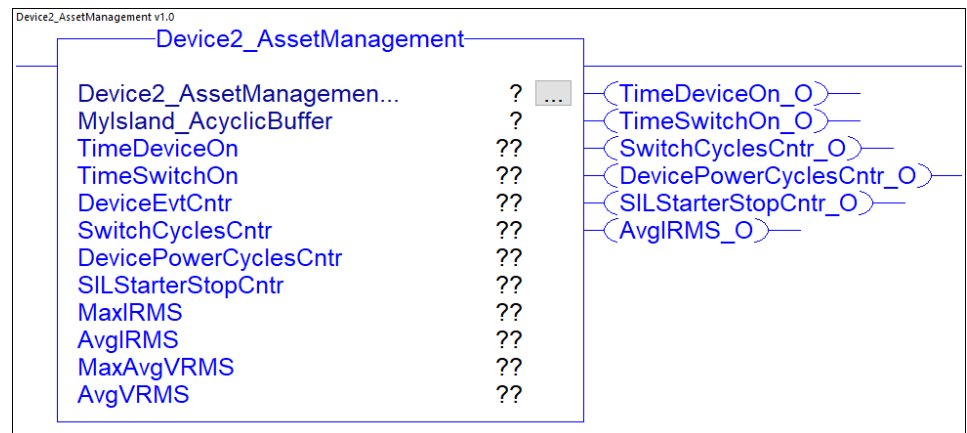 Device2_AssetManagement v1.0
Device2_AssetManagement
Device2_AssetManagemen... ? ... TimeDeviceOn_O
MyIsland_AcyclicBuffer ? TimeSwitchOn_O
TimeDeviceOn ?? SwitchCyclesCntr_O
TimeSwitchOn ?? DevicePowerCyclesCntr_O
DeviceEvtCntr ?? SILStarterStopCntr_O
SwitchCyclesCntr ?? AvgIRMS_O
DevicePowerCyclesCntr ??
SILStarterStopCntr ??
MaxIRMS ??
AvgIRMS ??
MaxAvgVRMS ??
AvgVRMS ??